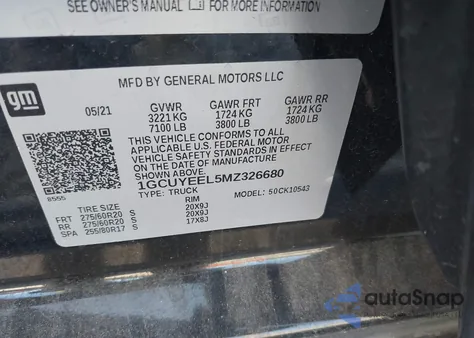 SEE OWNER'S MANUAL FOR MORE INFORMATION
MFD BY GENERAL MOTORS LLC
gm
05/21 GVWR GAWR FRT GAWR RR
3221 KG 1724 KG 1724 KG
7100 LB 3800 LB 3800 LB
THIS VEHICLE CONFORMS TO ALL APPLICABLE U.S. FEDERAL MOTOR
VEHICLE SAFETY STANDARDS IN EFFECT
ON THE DATE OF MANUFACTURE
1GCUYEEL5MZ326680
8555 TYPE: TRUCK MODEL: 50CK10543
TIRE SIZE RIM
FRT 275/60R20 S 20X9J
RR 275/60R20 S 20X9J
SPA 255/80R17 S 17X8J
autoSnap